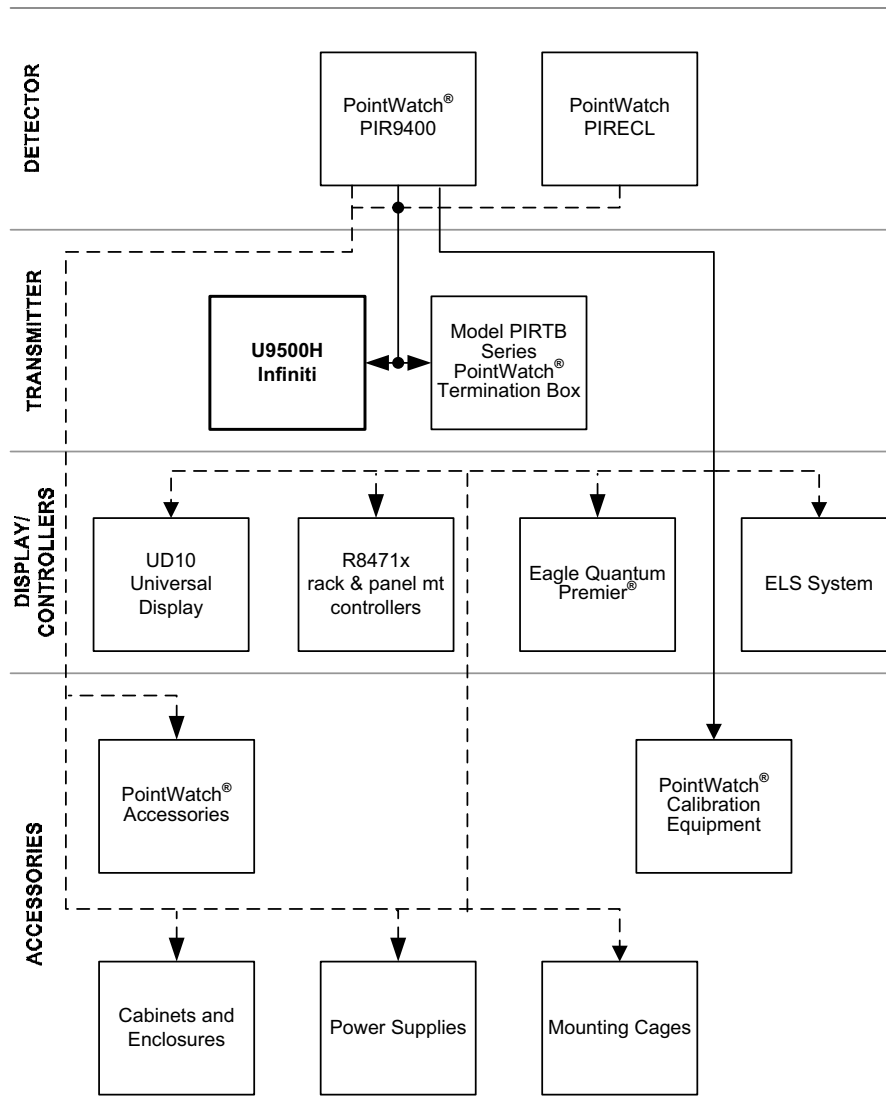 DETECTOR
PointWatch®
PIR9400
PointWatch
PIRECL
TRANSMITTER
U9500H
Infiniti
Model PIRTB
Series
PointWatch®
Termination Box
DISPLAY/
CONTROLLERS
UD10
Universal
Display
R8471x
rack & panel mt
controllers
Eagle Quantum
Premier®
ELS System
ACCESSORIES
PointWatch®
Accessories
PointWatch®
Calibration
Equipment
Cabinets and
Enclosures
Power Supplies
Mounting Cages